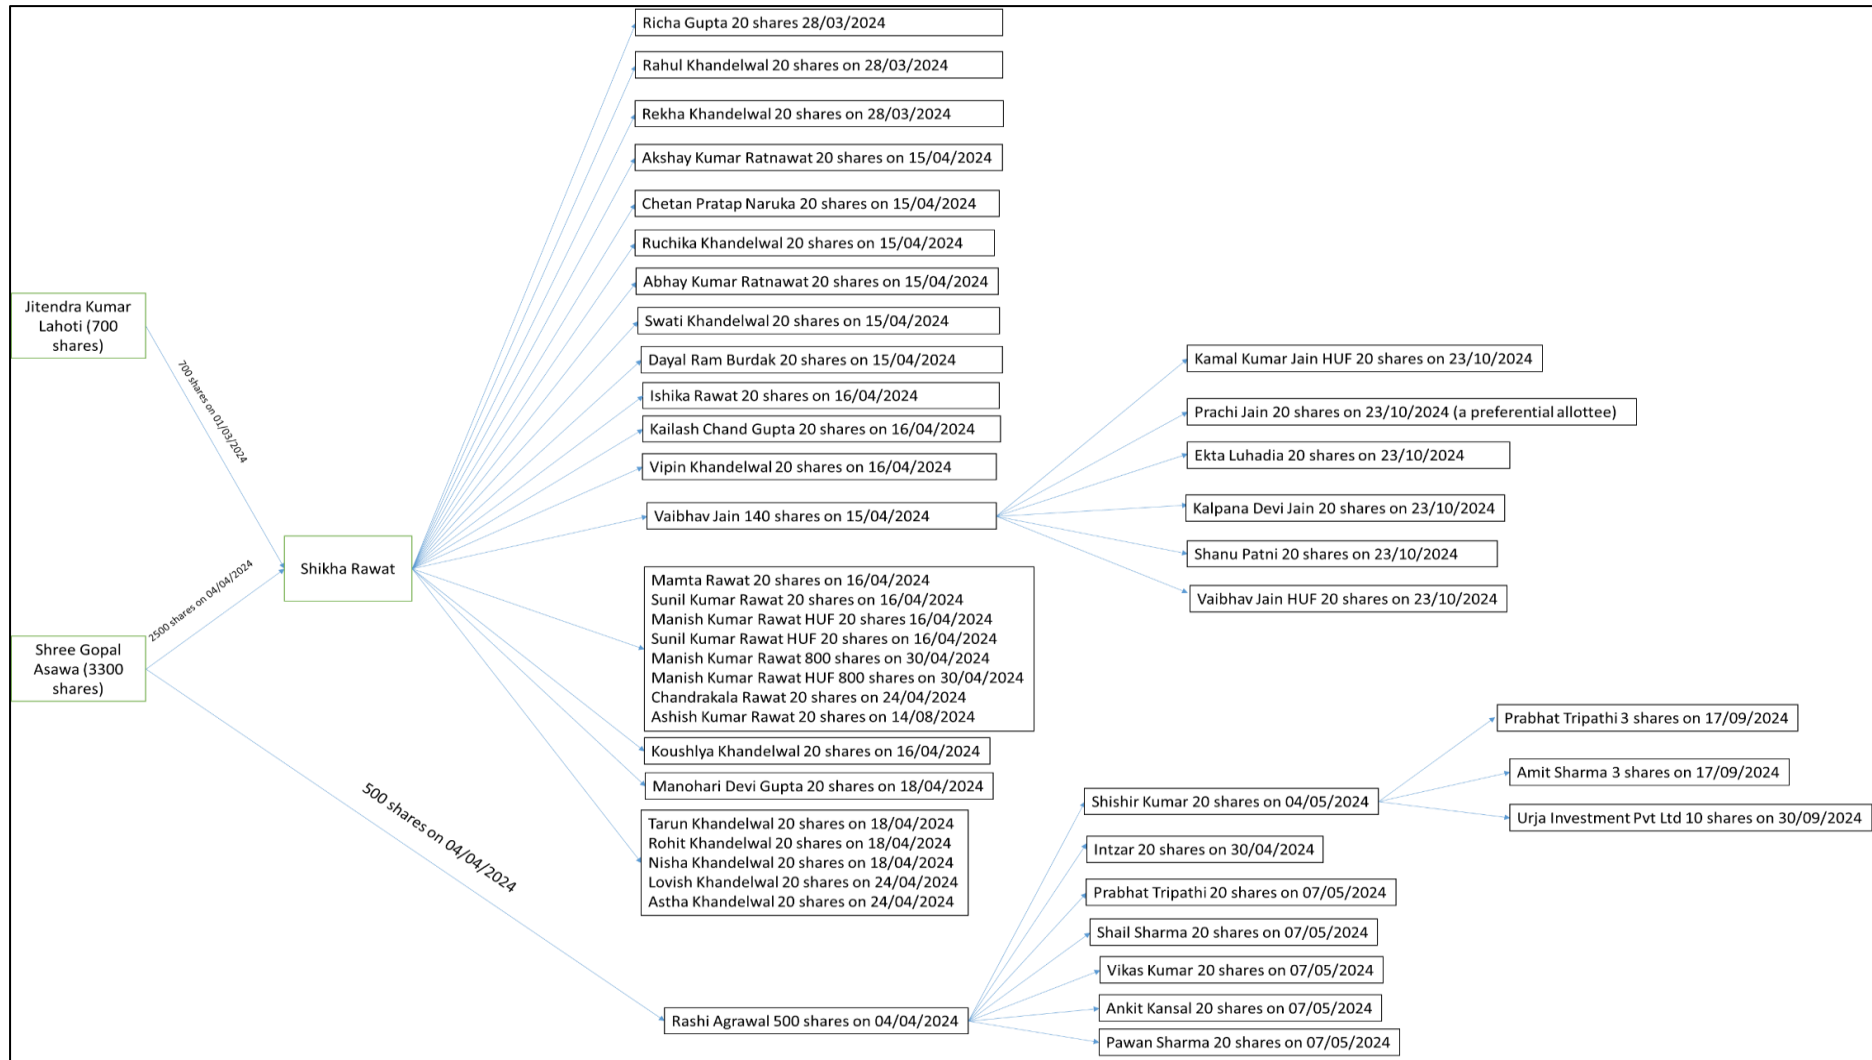 Richa Gupta 20 shares 28/03/2024
Rahul Khandelwal 20 shares on 28/03/2024
Rekha Khandelwal 20 shares on 28/03/2024
Akshay Kumar Ratnawat 20 shares on 15/04/2024
Chetan Pratap Naruka 20 shares on 15/04/2024
Ruchika Khandelwal 20 shares on 15/04/2024
Abhay Kumar Ratnawat 20 shares on 15/04/2024
Jitendra Kumar
Lahoti (700
shares)
700 shares on 01/03/2024
Swati Khandelwal 20 shares on 15/04/2024
Dayal Ram Burdak 20 shares on 15/04/2024
Ishika Rawat 20 shares on 16/04/2024
Kailash Chand Gupta 20 shares on 16/04/2024
Vipin Khandelwal 20 shares on 16/04/2024
Vaibhav Jain 140 shares on 15/04/2024
Kamal Kumar Jain HUF 20 shares on 23/10/2024
Prachi Jain 20 shares on 23/10/2024 (a preferential allottee)
Ekta Luhadia 20 shares on 23/10/2024
Kalpana Devi Jain 20 shares on 23/10/2024
Shanu Patni 20 shares on 23/10/2024
Vaibhav Jain HUF 20 shares on 23/10/2024
Shikha Rawat
2500 shares on 04/04/2024
Shree Gopal
Asawa (3300
shares)
Mamta Rawat 20 shares on 16/04/2024
Sunil Kumar Rawat 20 shares on 16/04/2024
Manish Kumar Rawat HUF 20 shares 16/04/2024
Sunil Kumar Rawat HUF 20 shares on 16/04/2024
Manish Kumar Rawat 800 shares on 30/04/2024
Manish Kumar Rawat HUF 800 shares on 30/04/2024
Chandrakala Rawat 20 shares on 24/04/2024
Ashish Kumar Rawat 20 shares on 14/08/2024
Koushlya Khandelwal 20 shares on 16/04/2024
Manohari Devi Gupta 20 shares on 18/04/2024
Tarun Khandelwal 20 shares on 18/04/2024
Rohit Khandelwal 20 shares on 18/04/2024
Nisha Khandelwal 20 shares on 18/04/2024
Lovish Khandelwal 20 shares on 24/04/2024
Astha Khandelwal 20 shares on 24/04/2024
500 shares on 04/04/2024
Rashi Agrawal 500 shares on 04/04/2024
Shishir Kumar 20 shares on 04/05/2024
Intzar 20 shares on 30/04/2024
Prabhat Tripathi 20 shares on 07/05/2024
Shail Sharma 20 shares on 07/05/2024
Vikas Kumar 20 shares on 07/05/2024
Ankit Kansal 20 shares on 07/05/2024
Pawan Sharma 20 shares on 07/05/2024
Prabhat Tripathi 3 shares on 17/09/2024
Amit Sharma 3 shares on 17/09/2024
Urja Investment Pvt Ltd 10 shares on 30/09/2024